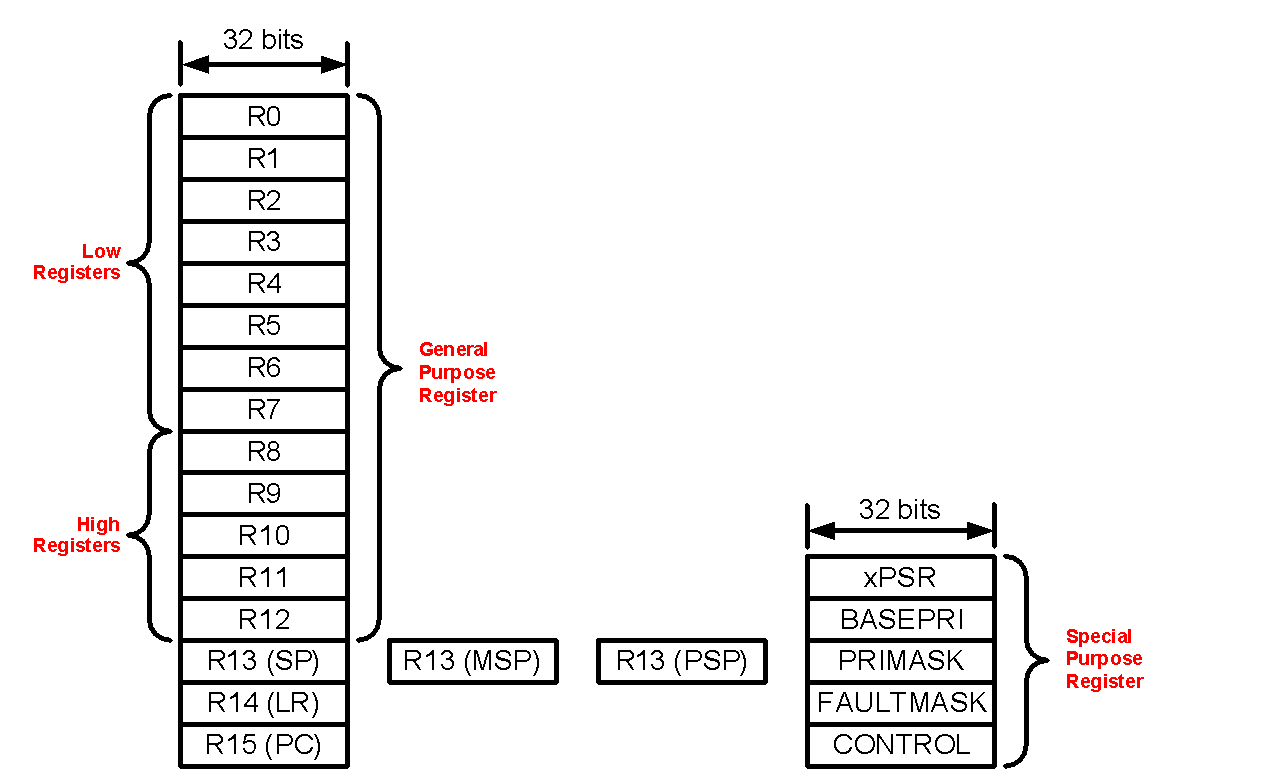 32 bits
R0
R1
R2
R3
R4
R5
R6
R7
R8
R9
R10
R11
R12
R13 (SP)
R14 (LR)
R15 (PC)
Low
Registers
High
Registers
General
Purpose
Register
R13 (MSP)
R13 (PSP)
32 bits
xPSR
BASEPRI
PRIMASK
FAULTMASK
CONTROL
Special
Purpose
Register